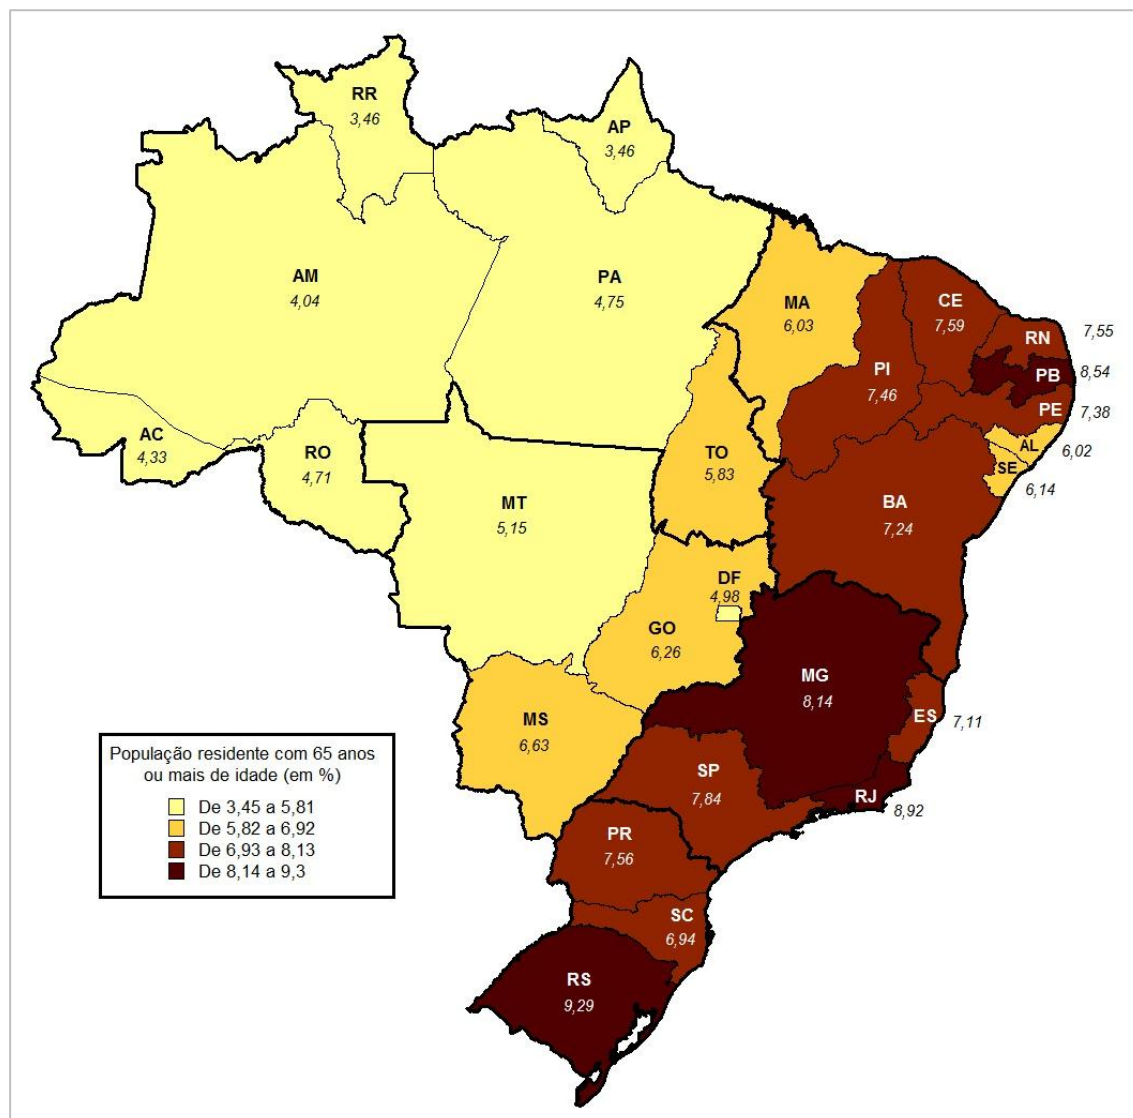 RR
3,46
AP
3,46
AM
4,04
PA
4,75
MA
6,03
CE
7,59
RN
7,55
PI
7,46
PB
8,54
PE
7,38
AC
4,33
RO
4,71
TO
5,83
AL
6,02
SE
6,14
MT
5,15
BA
7,24
DF
4,98
GO
6,26
MG
8,14
MS
6,63
ES
7,11
SP
7,84
RJ
8,92
PR
7,56
SC
6,94
RS
9,29
População residente com 65 anos
ou mais de idade (em %)
De 3,45 a 5,81
De 5,82 a 6,92
De 6,93 a 8,13
De 8,14 a 9,3